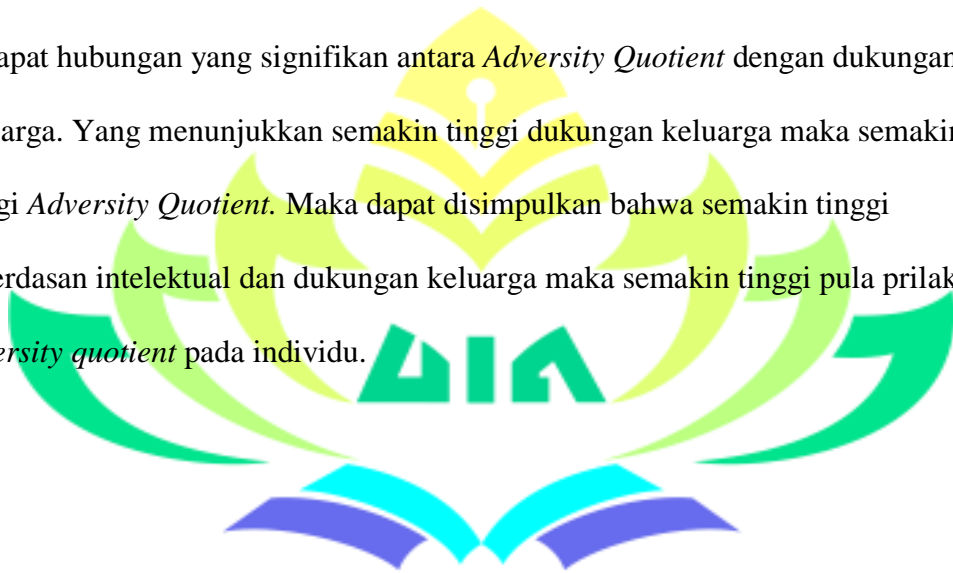 apat hubungan yang signifikan antara Adversity Quotient dengan dukungan
arga. Yang menunjukkan semakin tinggi dukungan keluarga maka semakin
gi Adversity Quotient. Maka dapat disimpulkan bahwa semakin tinggi
erdasan intelektual dan dukungan keluarga maka semakin tinggi pula prilak
ersity quotient pada individu.
UIN